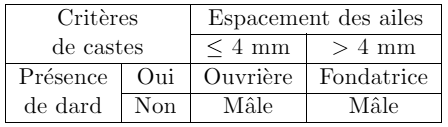 Critères Espacement des ailes
de castes ≤ 4 mm > 4 mm
Présence Oui Ouvrière Fondatrice
de dard Non Mâle Mâle